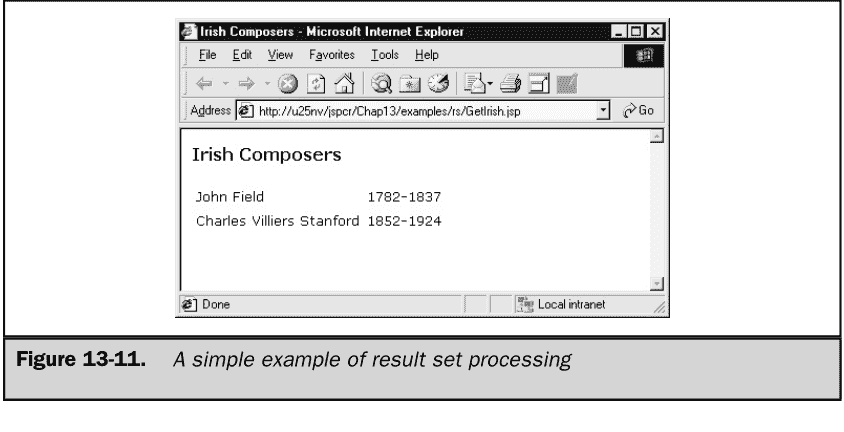 Irish Composers - Microsoft Internet Explorer
File Edit View Favorites Tools Help
Address http://u25nv/jspcr/Chap13/examples/rs/GetIrish.jsp Go
Irish Composers
John Field 1782-1837
Charles Villiers Stanford 1852-1924
Done Local intranet
Figure 13-11. A simple example of result set processing